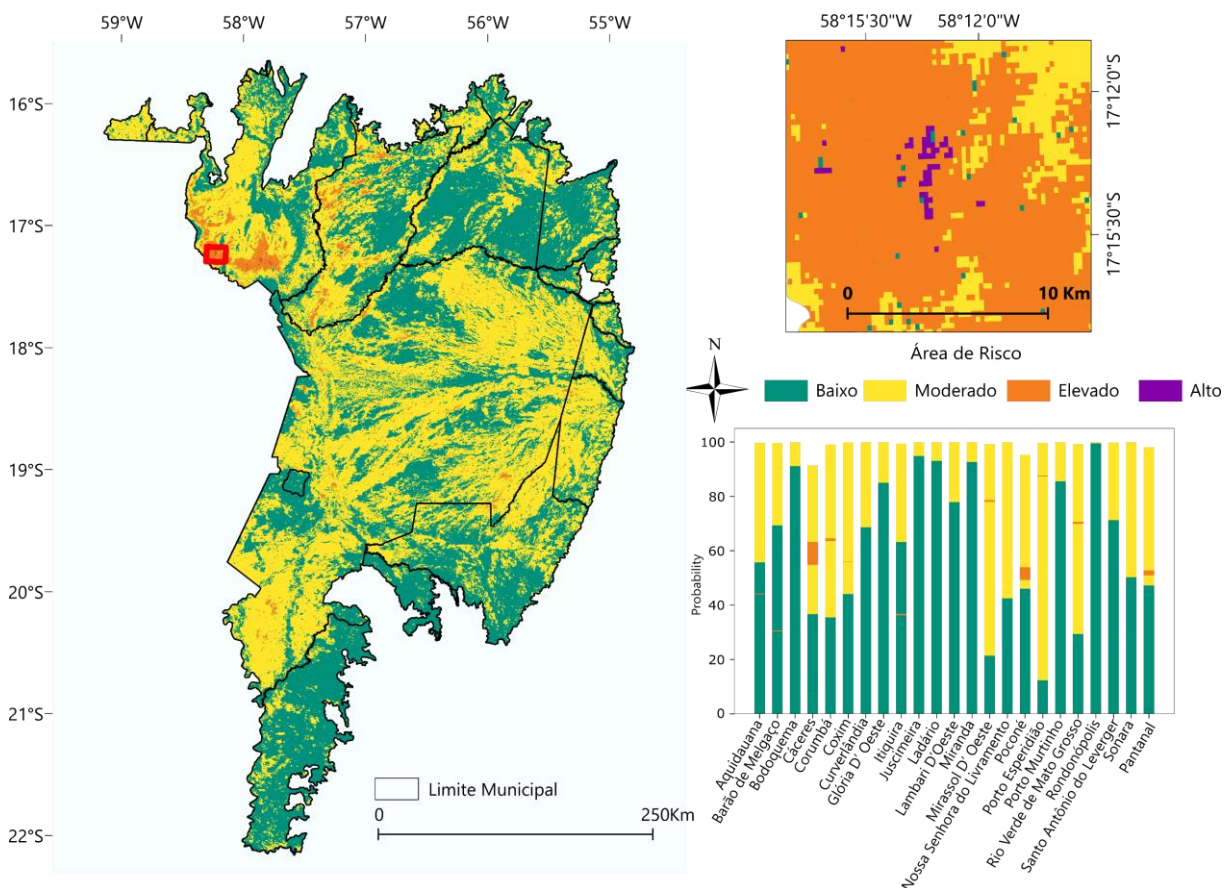 59°W 58°W 57°W 56°W 55°W
16°S
17°S
18°S
19°S
20°S
21°S
22°S
Limite Municipal
0 250Km
58°15'30"W 58°12'0"W
17°12'0"S
17°15'30"S
0 10 Km
N
Área de Risco
Baixo Moderado Elevado Alto
Probability
100
80
60
40
20
0
Aquidauana
Barão de Melgaço
Bodoquema
Càceres
Corumbá
Coxim
Curverlândia
Glória D' Oeste
Itiquira
Juscimeira
Ladário
Lambari D'Oeste
Miranda
Mirassol D' Oeste
Nossa Senhora do Livramento
Poconé
Porto Esperidião
Porto Murtinho
Rio Verde de Mato Grosso
Rondonópolis
Santo Antônio do Leverger
Sonara
Pantanal